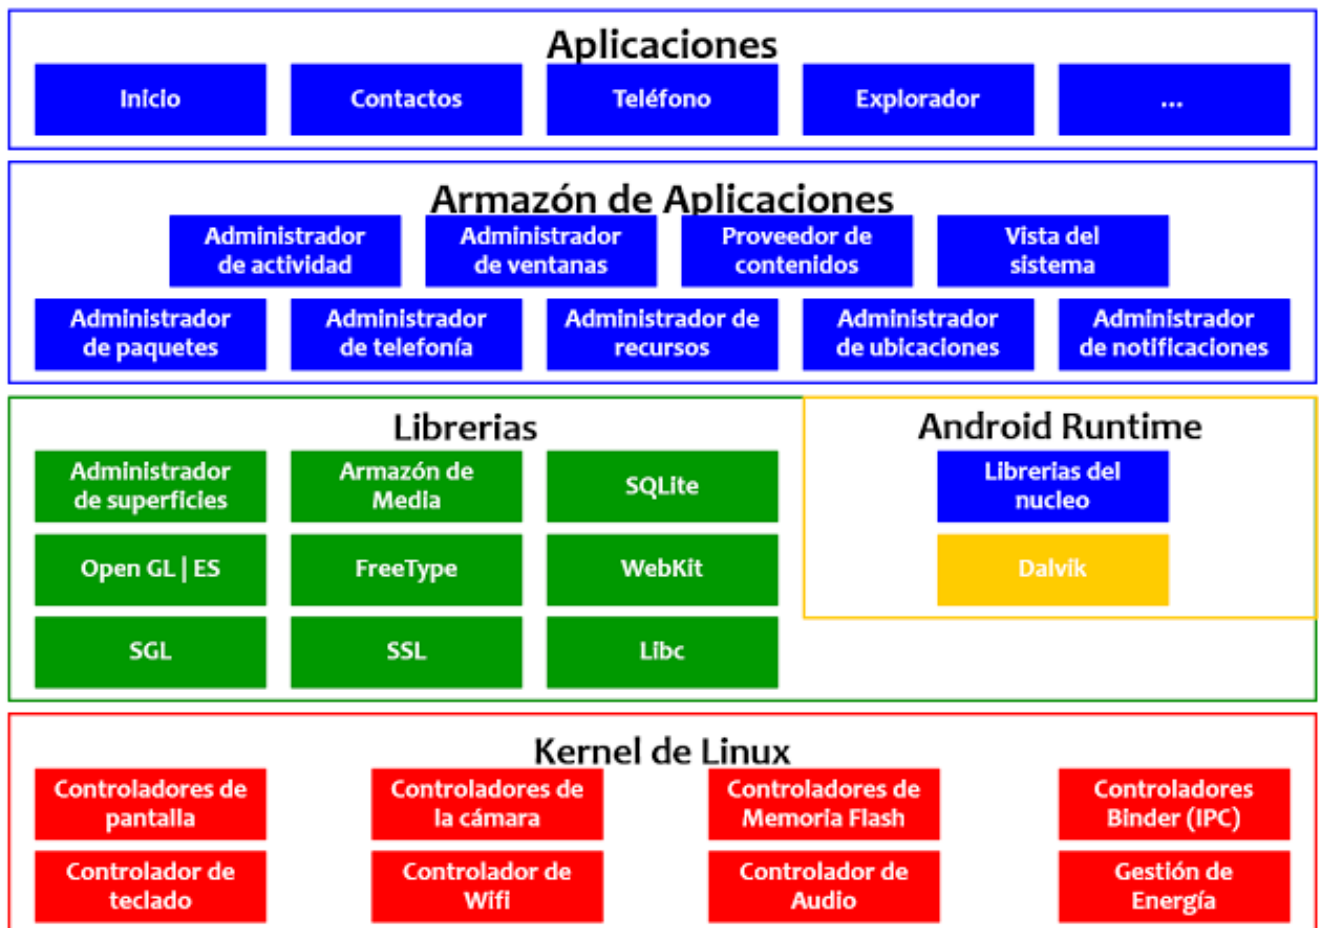 Aplicaciones
Inicio
Contactos
Teléfono
Explorador
...
Armazón de Aplicaciones
Administrador
de actividad
Administrador
de ventanas
Proveedor de
contenidos
Vista del
sistema
Administrador
de paquetes
Administrador
de telefonía
Administrador de
recursos
Administrador
de ubicaciones
Administrador
de notificaciones
Librerias
Administrador
de superficies
Armazón de
Media
SQLite
Open GL | ES
FreeType
WebKit
SGL
SSL
Libc
Android Runtime
Librerias del
nucleo
Dalvik
Kernel de Linux
Controladores de
pantalla
Controladores de
la cámara
Controladores de
Memoria Flash
Controladores
Binder (IPC)
Controlador de
teclado
Controlador de
Wifi
Controlador de
Audio
Gestión de
Energía